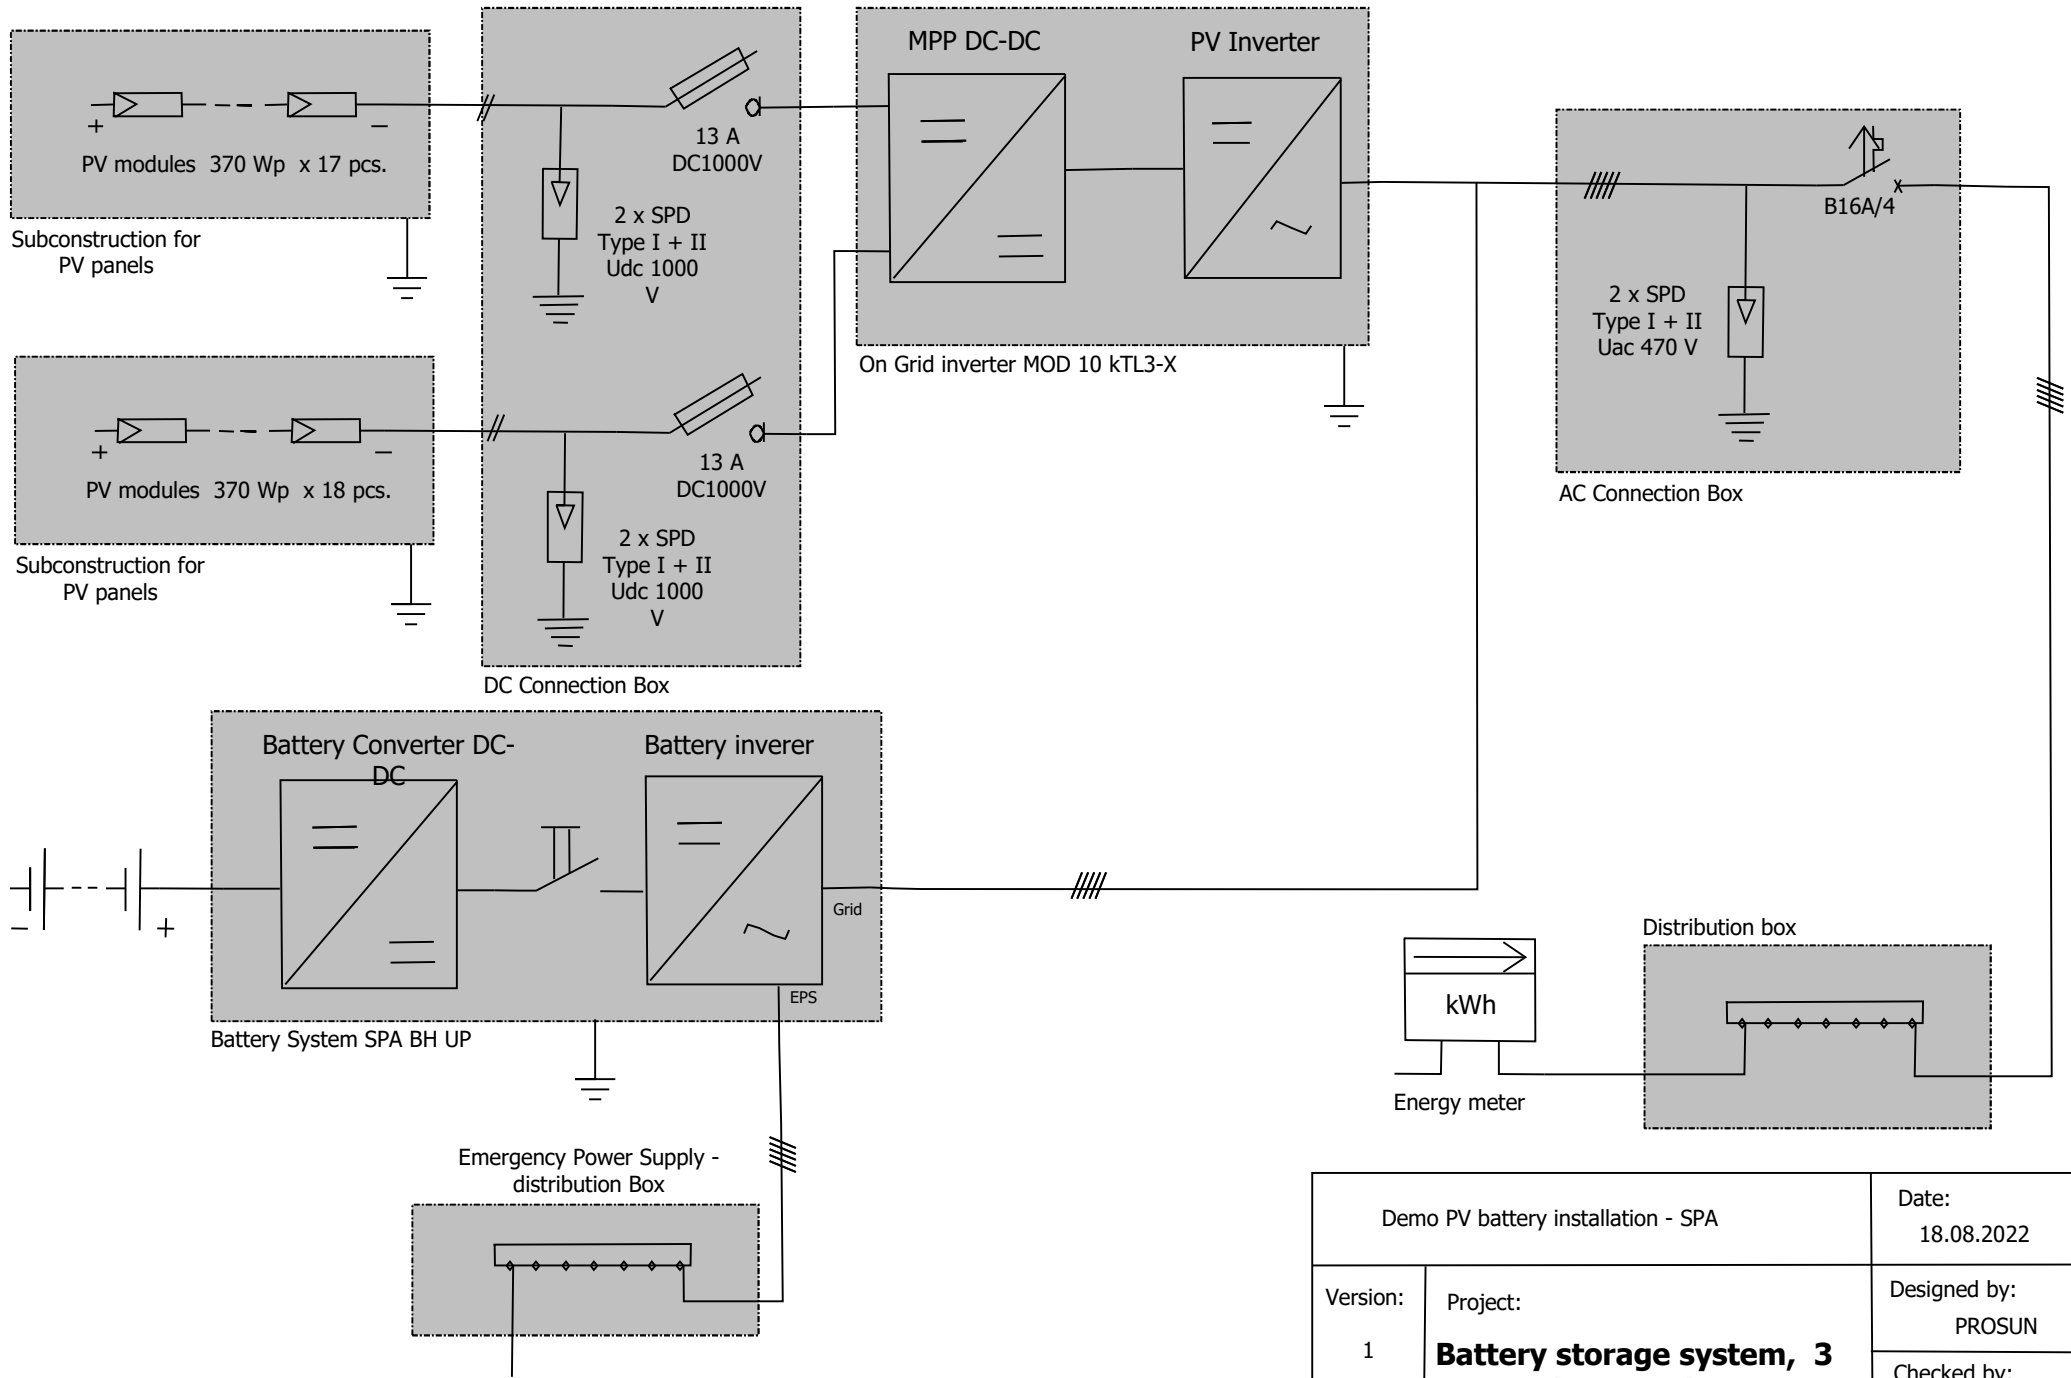 MPP DC-DC
PV Inverter
+
−
PV modules  370 Wp  x 17 pcs.
Subconstruction for
PV panels
13 A
DC1000V
2 x SPD
Type I + II
Udc 1000
V
On Grid inverter MOD 10 kTL3-X
B16A/4
2 x SPD
Type I + II
Uac 470 V
AC Connection Box
+
−
PV modules  370 Wp  x 18 pcs.
Subconstruction for
PV panels
13 A
DC1000V
2 x SPD
Type I + II
Udc 1000
V
DC Connection Box
Battery Converter DC-
DC
Battery inverer
−
+
Grid
EPS
Battery System SPA BH UP
Distribution box
kWh
Energy meter
Emergency Power Supply -
distribution Box
Demo PV battery installation - SPA
Date:
18.08.2022
Version:
1
Project:
Battery storage system,  3
Designed by:
PROSUN
Checked by: